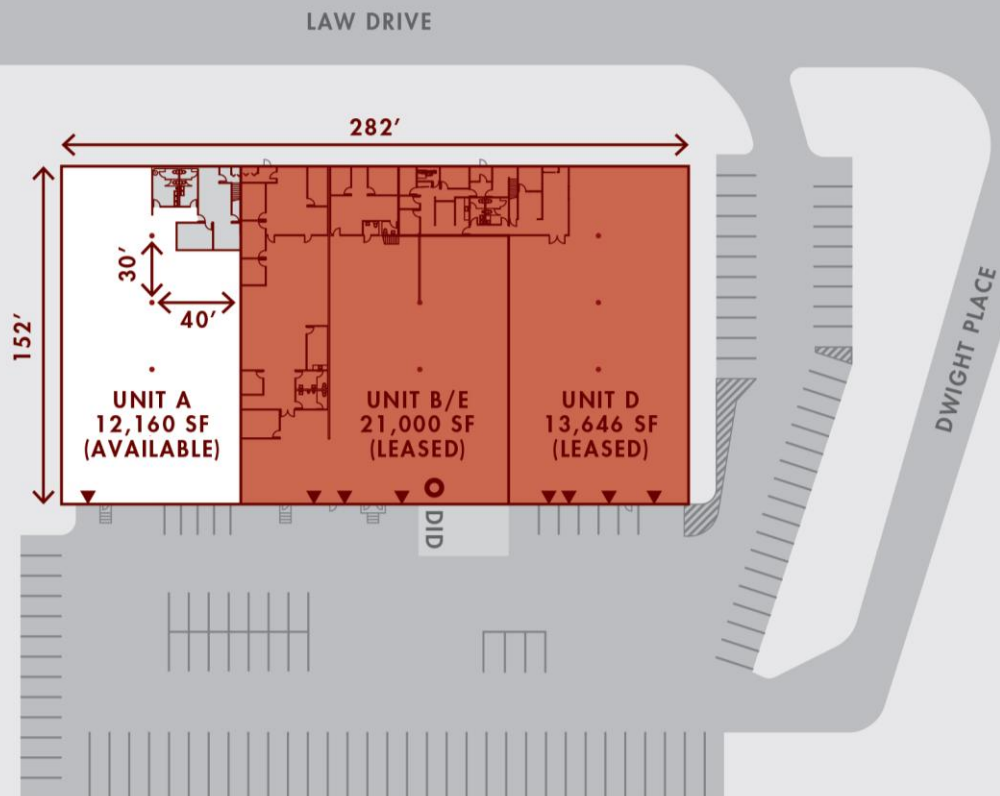 LAW DRIVE
282’
152’
30’
40’
UNIT A
12,160 SF
(AVAILABLE)
UNIT B/E
21,000 SF
(LEASED)
UNIT D
13,646 SF
(LEASED)
DID
DWIGHT PLACE